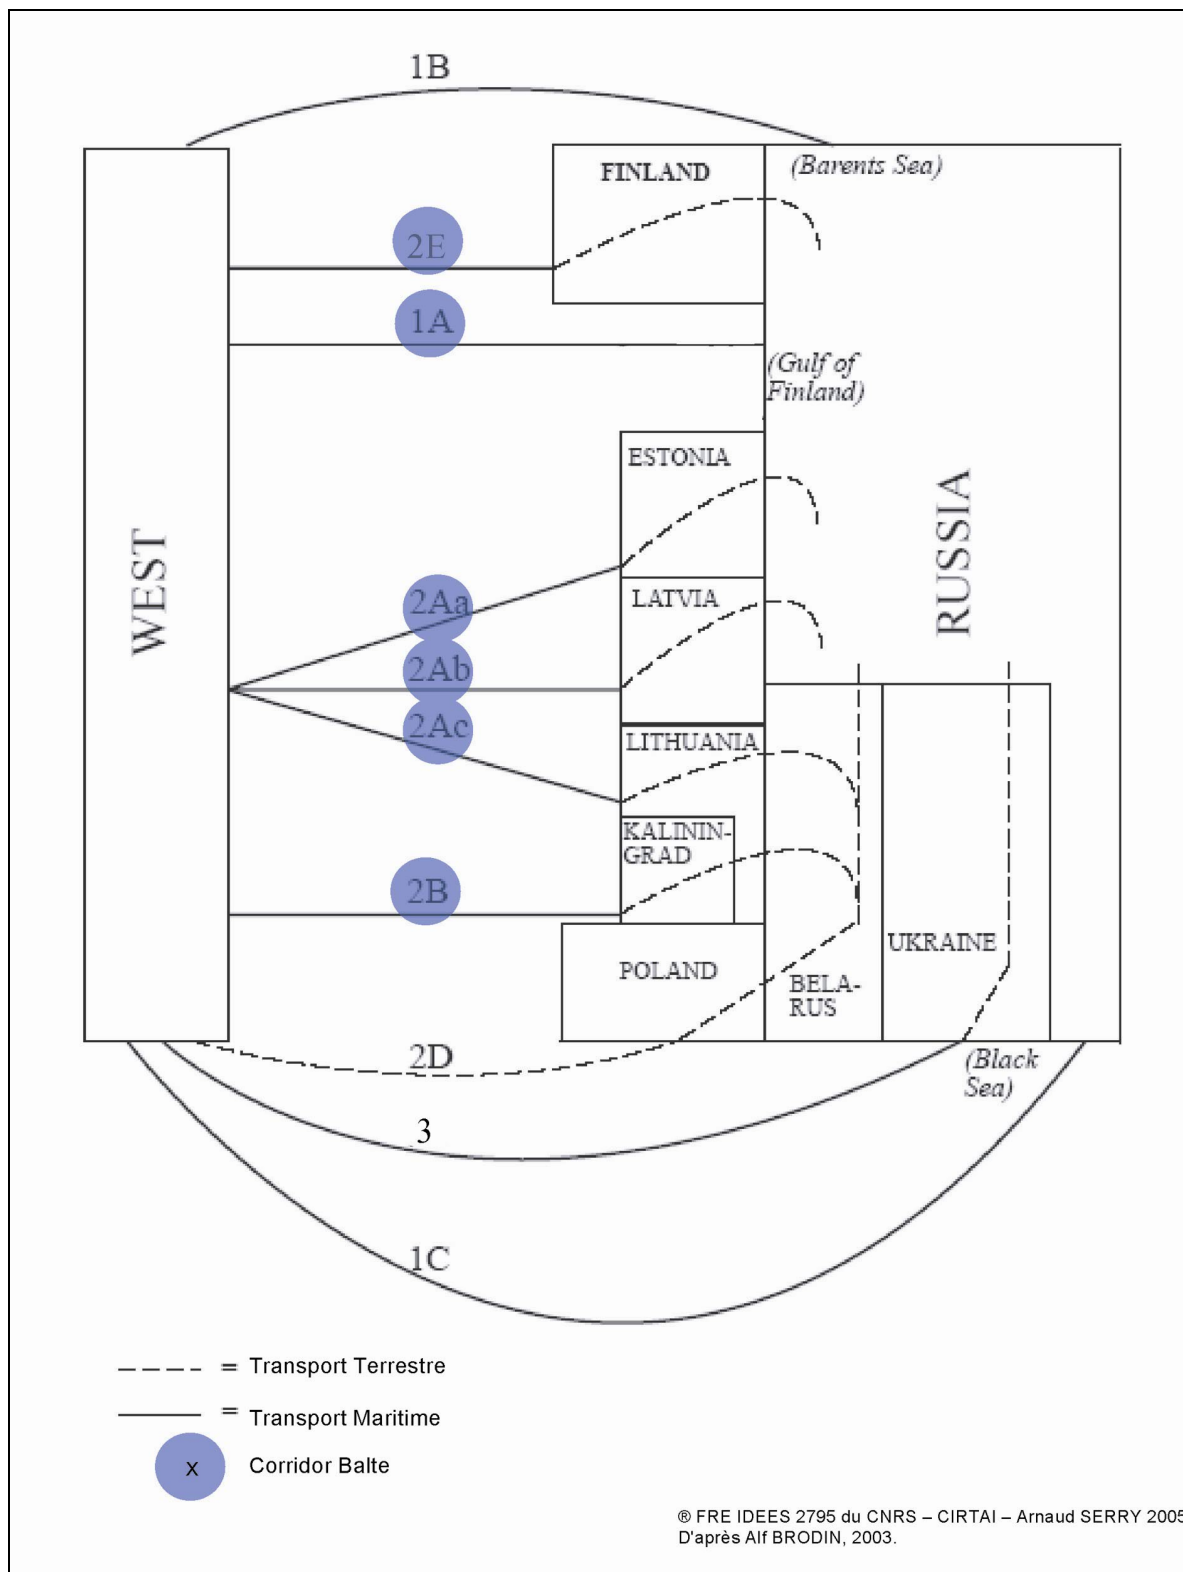 1B
FINLAND
(Barents Sea)
2E
1A
(Gulf of
Finland)
ESTONIA
WEST
RUSSIA
2Aa
LATVIA
2Ab
2Ac
LITHUANIA
KALININ-
GRAD
2B
UKRAINE
POLAND
BELA-
RUS
2D
(Black
Sea)
3
1C
= Transport Terrestre
= Transport Maritime
x Corridor Balte
® FRE IDEES 2795 du CNRS – CIRTAI – Arnaud SERRY 2005
D'après Alf BRODIN, 2003.